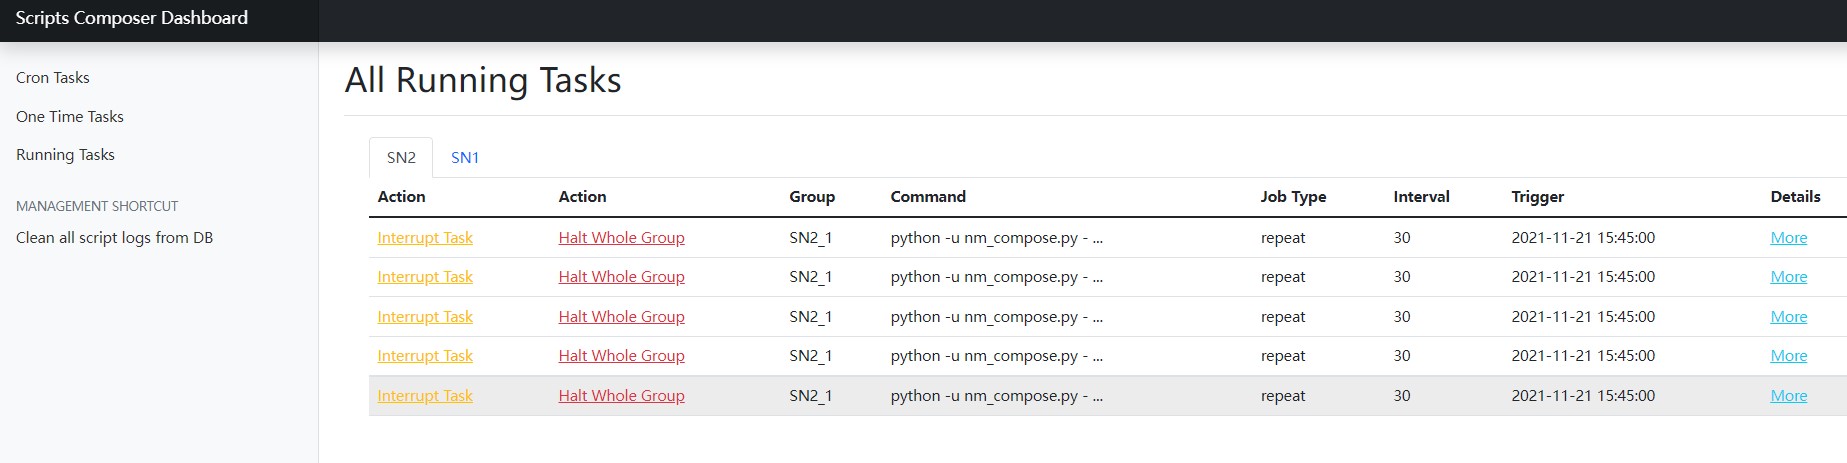 Scripts Composer Dashboard
Cron Tasks
One Time Tasks
Running Tasks
MANAGEMENT SHORTCUT
Clean all script logs from DB
All Running Tasks
SN2 SN1
Action Action Group Command Job Type Interval Trigger Details
Interrupt Task Halt Whole Group SN2_1 python -u nm_compose.py - ... repeat 30 2021-11-21 15:45:00 More
Interrupt Task Halt Whole Group SN2_1 python -u nm_compose.py - ... repeat 30 2021-11-21 15:45:00 More
Interrupt Task Halt Whole Group SN2_1 python -u nm_compose.py - ... repeat 30 2021-11-21 15:45:00 More
Interrupt Task Halt Whole Group SN2_1 python -u nm_compose.py - ... repeat 30 2021-11-21 15:45:00 More
Interrupt Task Halt Whole Group SN2_1 python -u nm_compose.py - ... repeat 30 2021-11-21 15:45:00 More